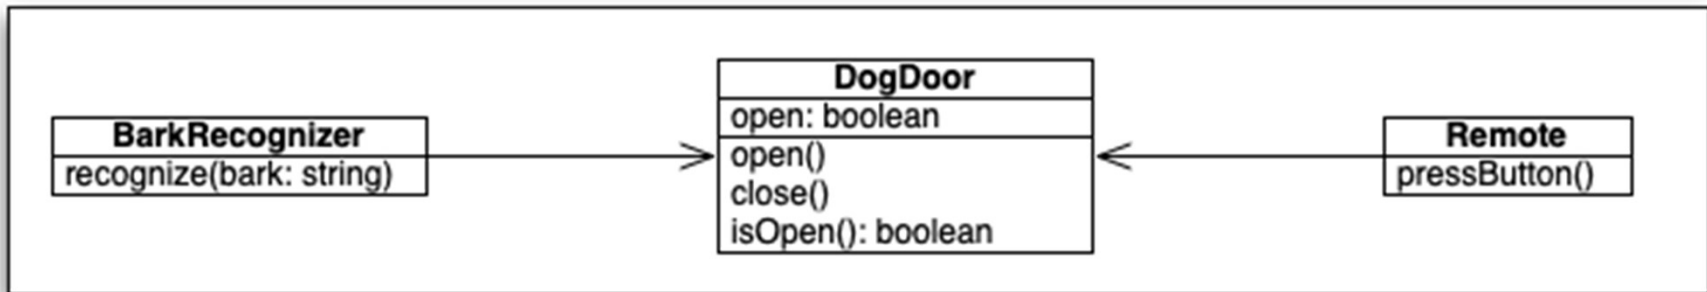 BarkRecognizer
recognize(bark: string)
DogDoor
open: boolean
open()
close()
isOpen(): boolean
Remote
pressButton()